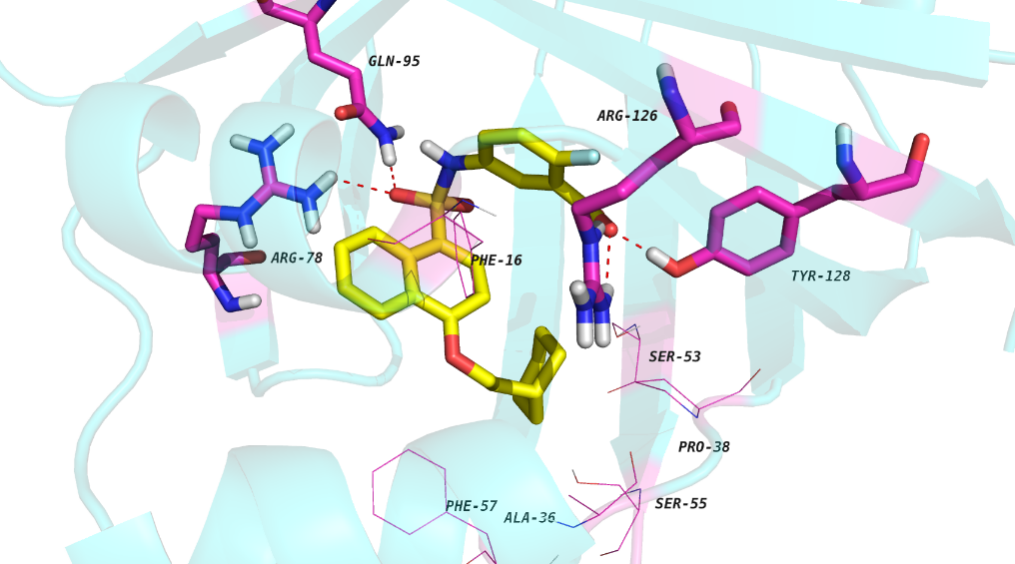 GLN-95
ARG-126
ARG-78
PHE-16
TYR-128
SER-53
PRO-38
PHE-57
ALA-36
SER-55